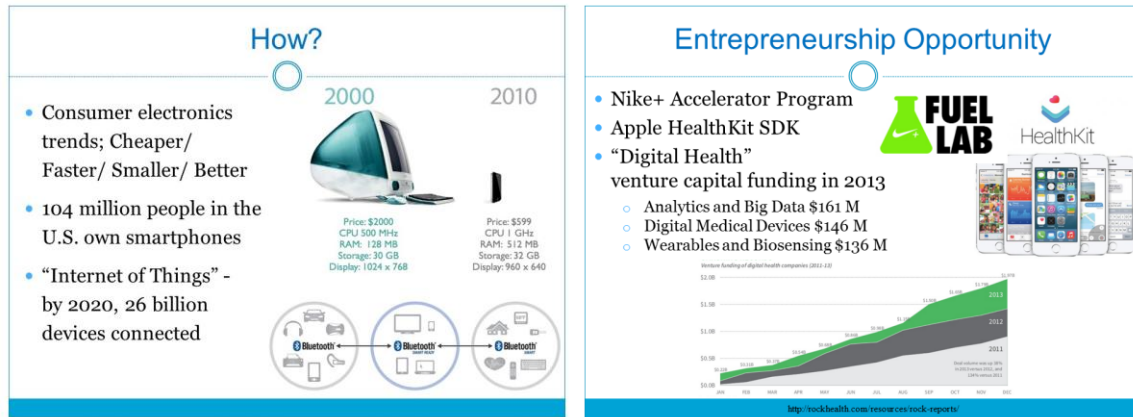 How?
• Consumer electronics
trends; Cheaper/
Faster/ Smaller/ Better
• 104 million people in the
U.S. own smartphones
• “Internet of Things” -
by 2020, 26 billion
devices connected
2000
2010
Price: $2000
CPU 500 MHz
RAM: 128 MB
Storage: 30 GB
Display: 1024 x 768
Price: $599
CPU 1 GHz
RAM: 512 MB
Storage: 32 GB
Display: 960 x 640
Bluetooth
Bluetooth
SMART READY
Bluetooth
SMART
Entrepreneurship Opportunity
• Nike+ Accelerator Program
• Apple HealthKit SDK
• “Digital Health”
venture capital funding in 2013
○ Analytics and Big Data $161 M
○ Digital Medical Devices $146 M
○ Wearables and Biosensing $136 M
FUEL
LAB
HealthKit
Venture funding of digital health companies (2011-13)
$2.0B
$1.5B
$1.0B
$0.5B
$0.0B
2013
2012
2011
JAN FEB MAR APR MAY JUN JUL AUG SEP OCT NOV DEC
http://rockhealth.com/resources/rock-reports/